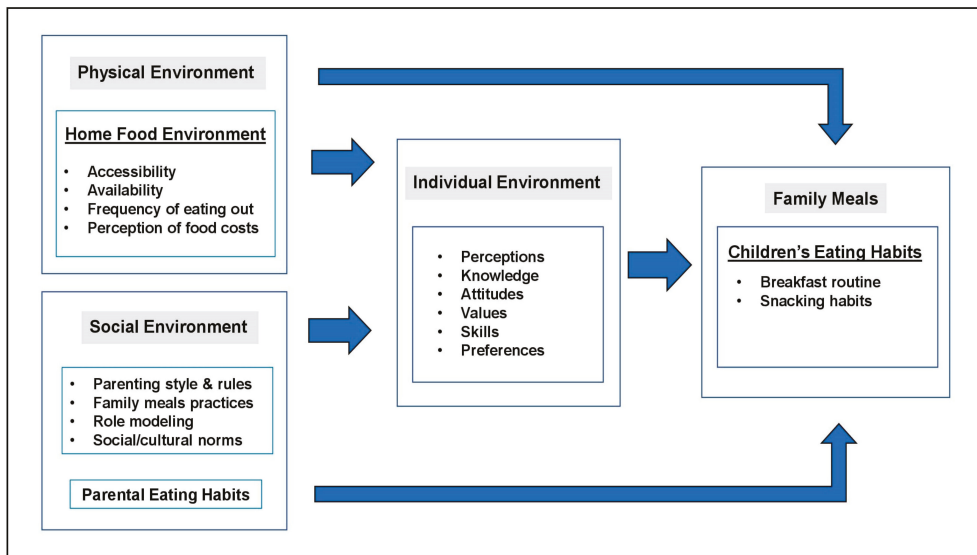 Physical Environment
Home Food Environment
• Accessibility
• Availability
• Frequency of eating out
• Perception of food costs
Social Environment
• Parenting style & rules
• Family meals practices
• Role modeling
• Social/cultural norms
Parental Eating Habits
Individual Environment
• Perceptions
• Knowledge
• Attitudes
• Values
• Skills
• Preferences
Family Meals
Children’s Eating Habits
• Breakfast routine
• Snacking habits